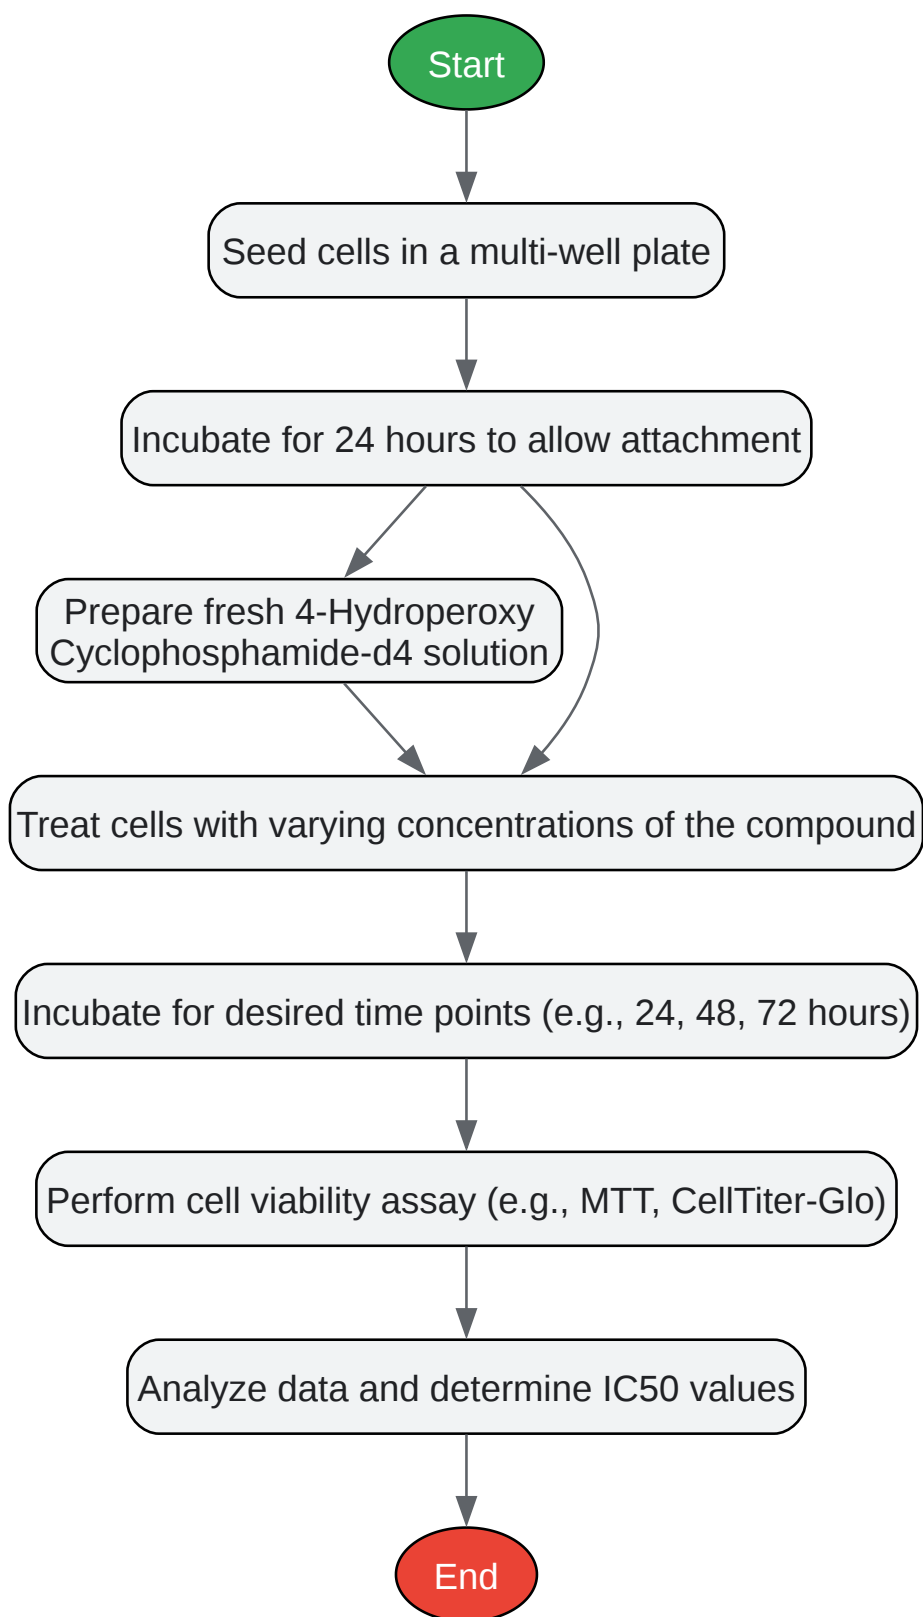 Start
Seed cells in a multi-well plate
Incubate for 24 hours to allow attachment
Prepare fresh 4-Hydroperoxy
Cyclophosphamide-d4 solution
Treat cells with varying concentrations of the compound
Incubate for desired time points (e.g., 24, 48, 72 hours)
Perform cell viability assay (e.g., MTT, CellTiter-Glo)
Analyze data and determine IC50 values
End